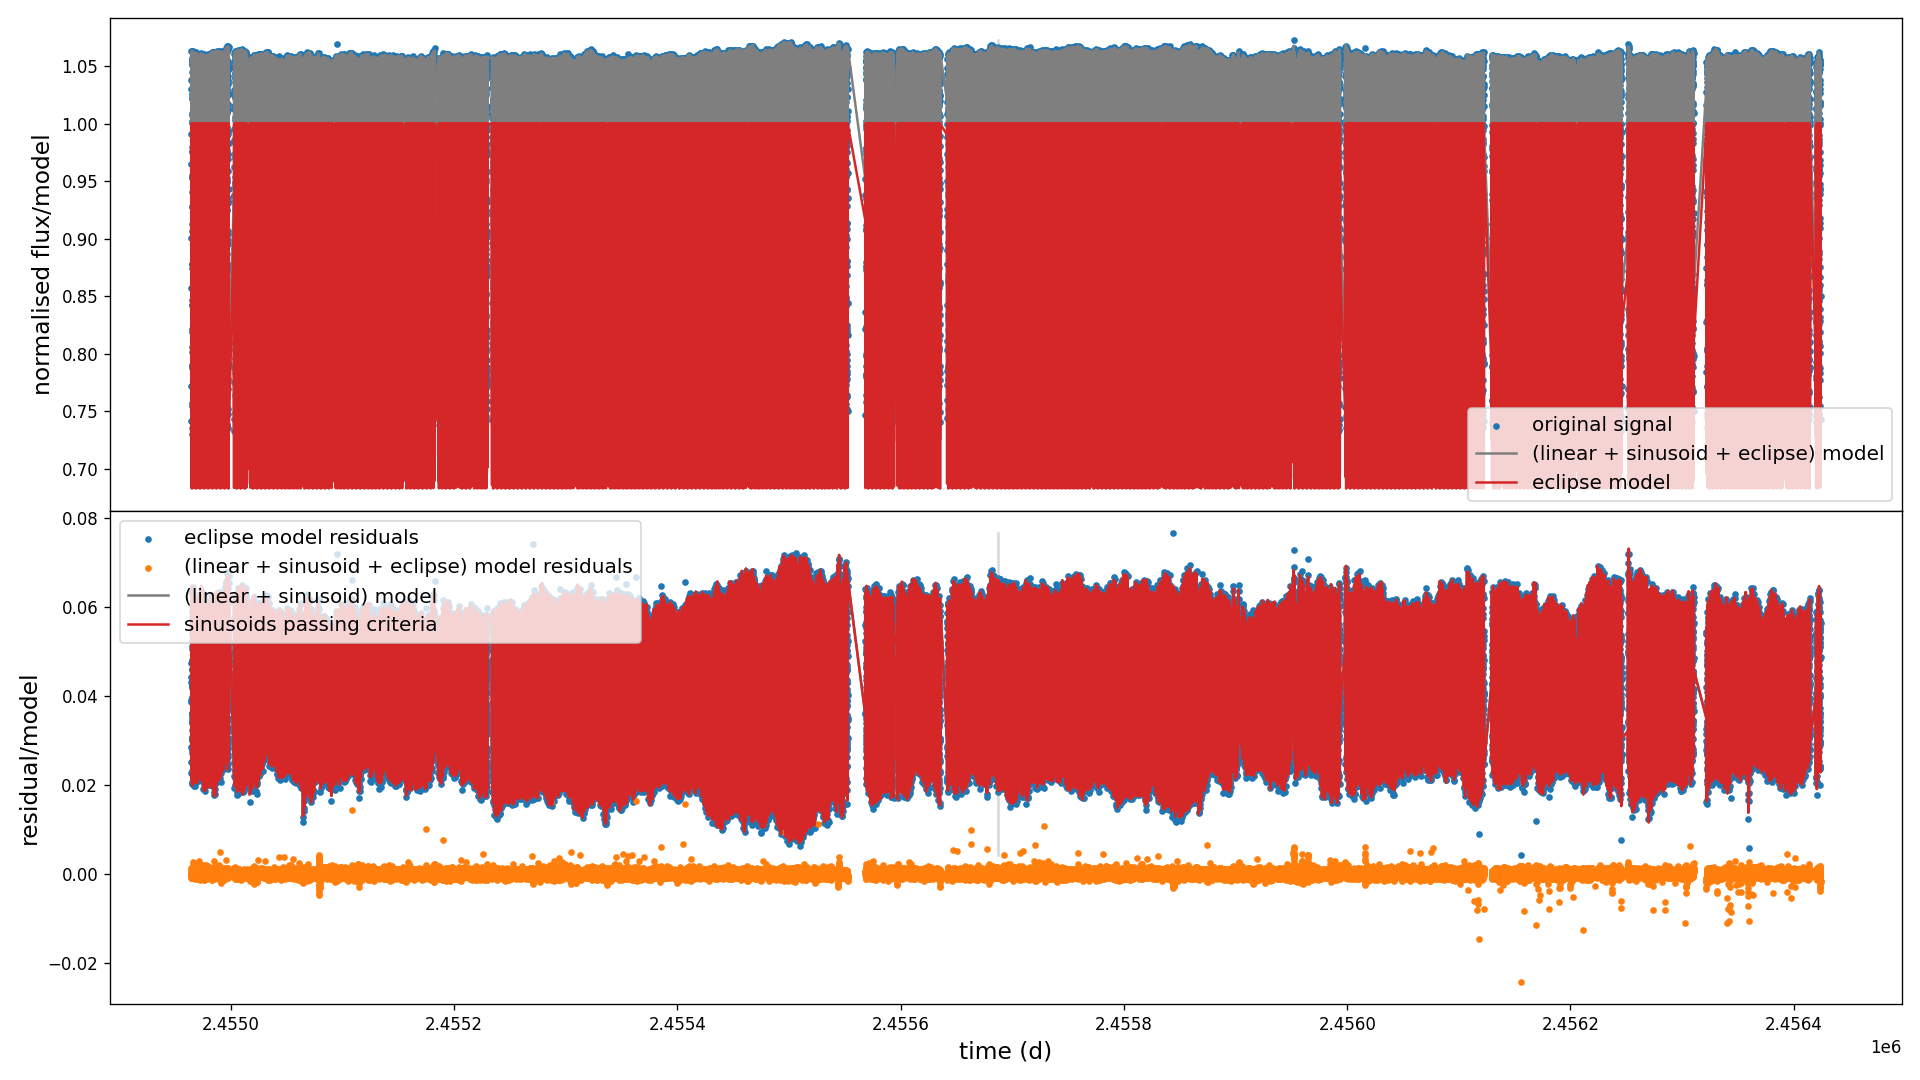 normalised flux/model
1.05
1.00
0.95
0.90
0.85
0.80
0.75
0.70
original signal
(linear + sinusoid + eclipse) model
eclipse model
residual/model
0.08
0.06
0.04
0.02
0.00
−0.02
eclipse model residuals
(linear + sinusoid + eclipse) model residuals
(linear + sinusoid) model
sinusoids passing criteria
2.4550
2.4552
2.4554
2.4556
2.4558
2.4560
2.4562
2.4564
1e6
time (d)